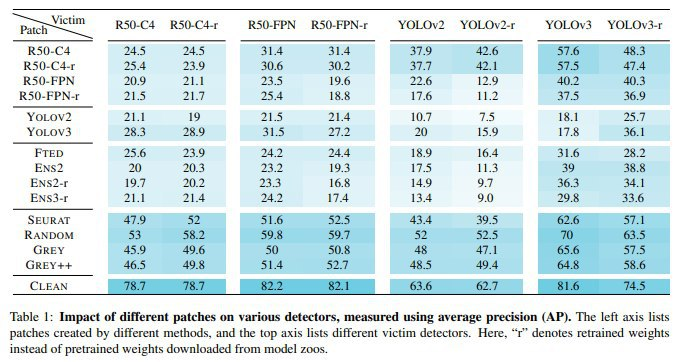 Victim R50-C4 R50-C4-r R50-FPN R50-FPN-r YOLOv2 YOLOv2-r YOLOv3 YOLOv3-r
Patch
R50-C4 24.5 24.5 31.4 31.4 37.9 42.6 57.6 48.3
R50-C4-r 25.4 23.9 30.6 30.2 37.7 42.1 57.5 47.4
R50-FPN 20.9 21.1 23.5 19.6 22.6 12.9 40.2 40.3
R50-FPN-r 21.5 21.7 25.4 18.8 17.6 11.2 37.5 36.9
YOLOV2 21.1 19 21.5 21.4 10.7 7.5 18.1 25.7
YOLOV3 28.3 28.9 31.5 27.2 20 15.9 17.8 36.1
FTED 25.6 23.9 24.2 24.4 18.9 16.4 31.6 28.2
ENS2 20 20.3 23.2 19.3 17.5 11.3 39 38.8
ENS2-r 19.7 20.2 23.3 16.8 14.9 9.7 36.3 34.1
ENS3-r 21.1 21.4 24.2 17.4 13.4 9.0 29.8 33.6
SEURAT 47.9 52 51.6 52.5 43.4 39.5 62.6 57.1
RANDOM 53 58.2 59.8 59.7 52 52.5 70 63.5
GREY 45.9 49.6 50 50.8 48 47.1 65.6 57.5
GREY++ 46.5 49.8 51.4 52.7 48.5 49.4 64.8 58.6
CLEAN 78.7 78.7 82.2 82.1 63.6 62.7 81.6 74.5
Table 1: Impact of different patches on various detectors, measured using average precision (AP). The left axis lists
patches created by different methods, and the top axis lists different victim detectors. Here, “r” denotes retrained weights
instead of pretrained weights downloaded from model zoos.